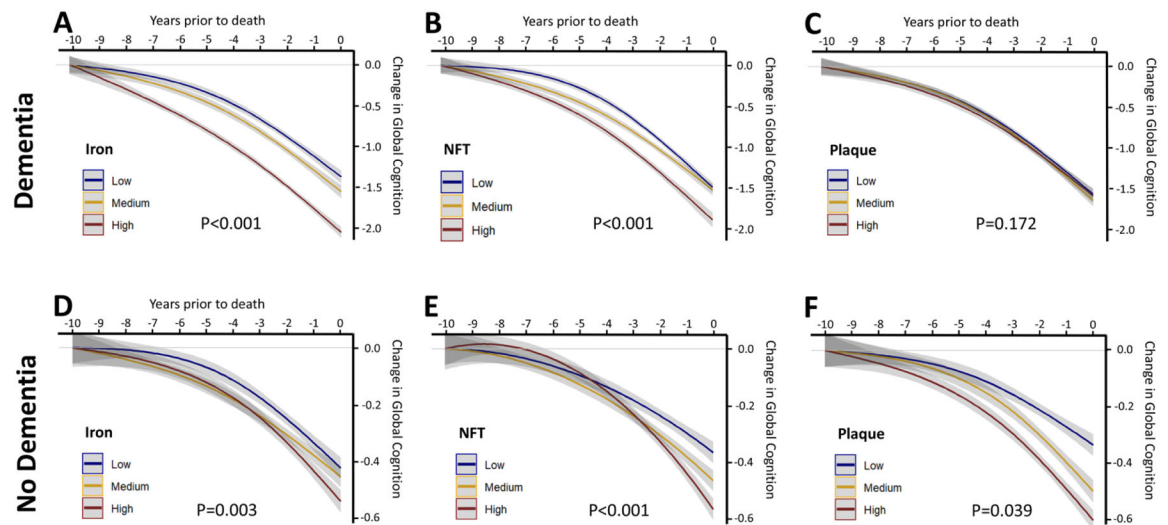 A
Years prior to death
-10 -9 -8 -7 -6 -5 -4 -3 -2 -1 0
0.0
-0.5
-1.0
-1.5
-2.0
Change in Global Cognition
Iron
Low
Medium
High
P<0.001
B
Years prior to death
-10 -9 -8 -7 -6 -5 -4 -3 -2 -1 0
0.0
-0.5
-1.0
-1.5
-2.0
Change in Global Cognition
NFT
Low
Medium
High
P<0.001
C
Years prior to death
-10 -9 -8 -7 -6 -5 -4 -3 -2 -1 0
0.0
-0.5
-1.0
-1.5
-2.0
Change in Global Cognition
Plaque
Low
Medium
High
P=0.172
Dementia
D
Years prior to death
-10 -9 -8 -7 -6 -5 -4 -3 -2 -1 0
0.0
-0.2
-0.4
-0.6
Change in Global Cognition
Iron
Low
Medium
High
P=0.003
E
Years prior to death
-10 -9 -8 -7 -6 -5 -4 -3 -2 -1 0
0.0
-0.2
-0.4
-0.6
Change in Global Cognition
NFT
Low
Medium
High
P<0.001
F
Years prior to death
-10 -9 -8 -7 -6 -5 -4 -3 -2 -1 0
0.0
-0.2
-0.4
-0.6
Change in Global Cognition
Plaque
Low
Medium
High
P=0.039
No Dementia